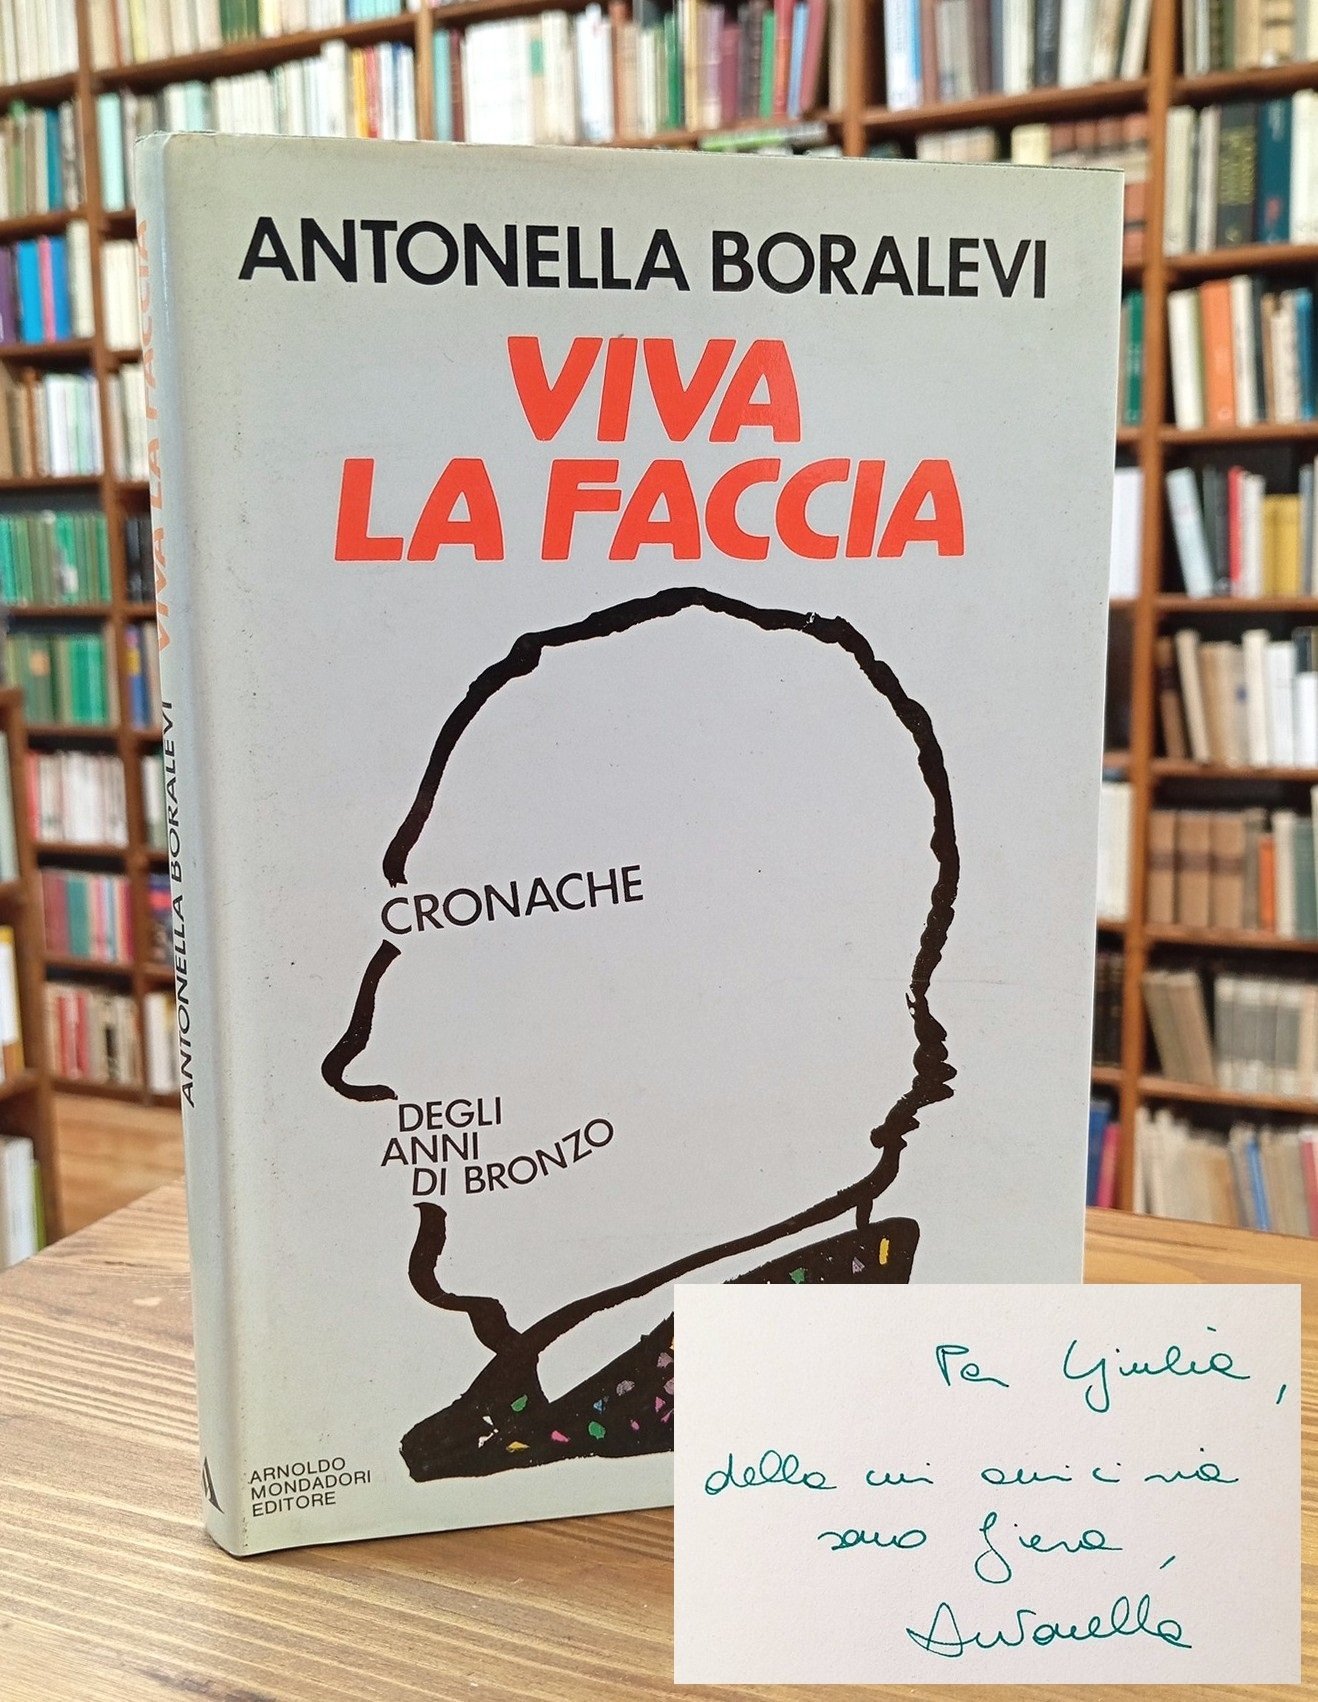 ANTONELLA BORALEVI
VIVA
LA FACCIA
CRONACHE
DEGLI
ANNI
DI BRONZO
ARNOLDO
MONDADORI
EDITORE
ANTONELLA BORALEVI VIVA LA FACCIA
Per Giulia,
della cui amicizia
sono fiera,
Antonella